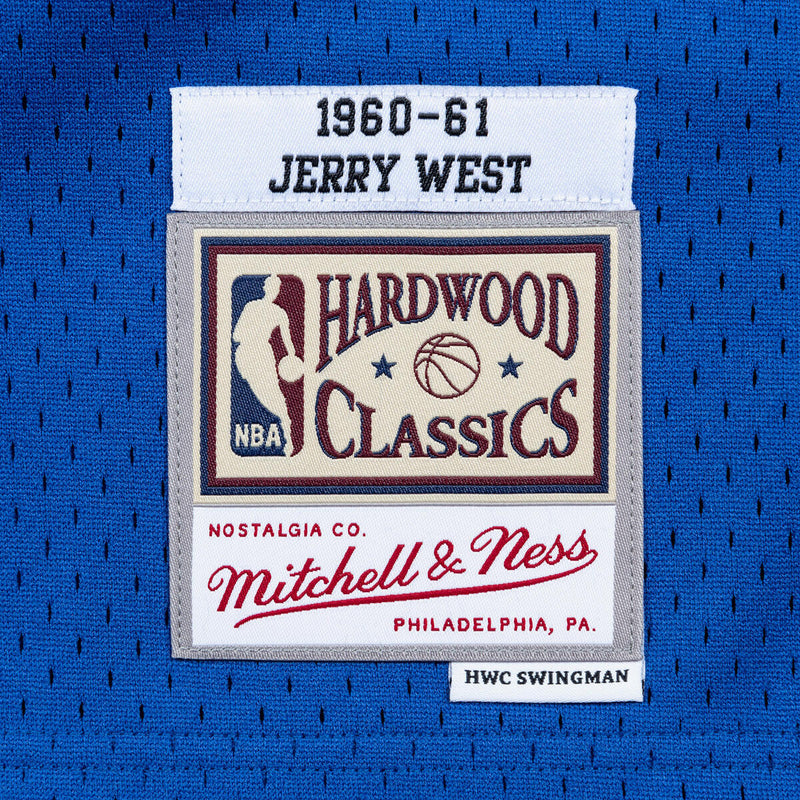 1960-61
JERRY WEST
HARDWOOD
CLASSICS
NBA
NOSTALGIA CO.
Mitchell & Ness
PHILADELPHIA, PA.
HWC SWINGMAN